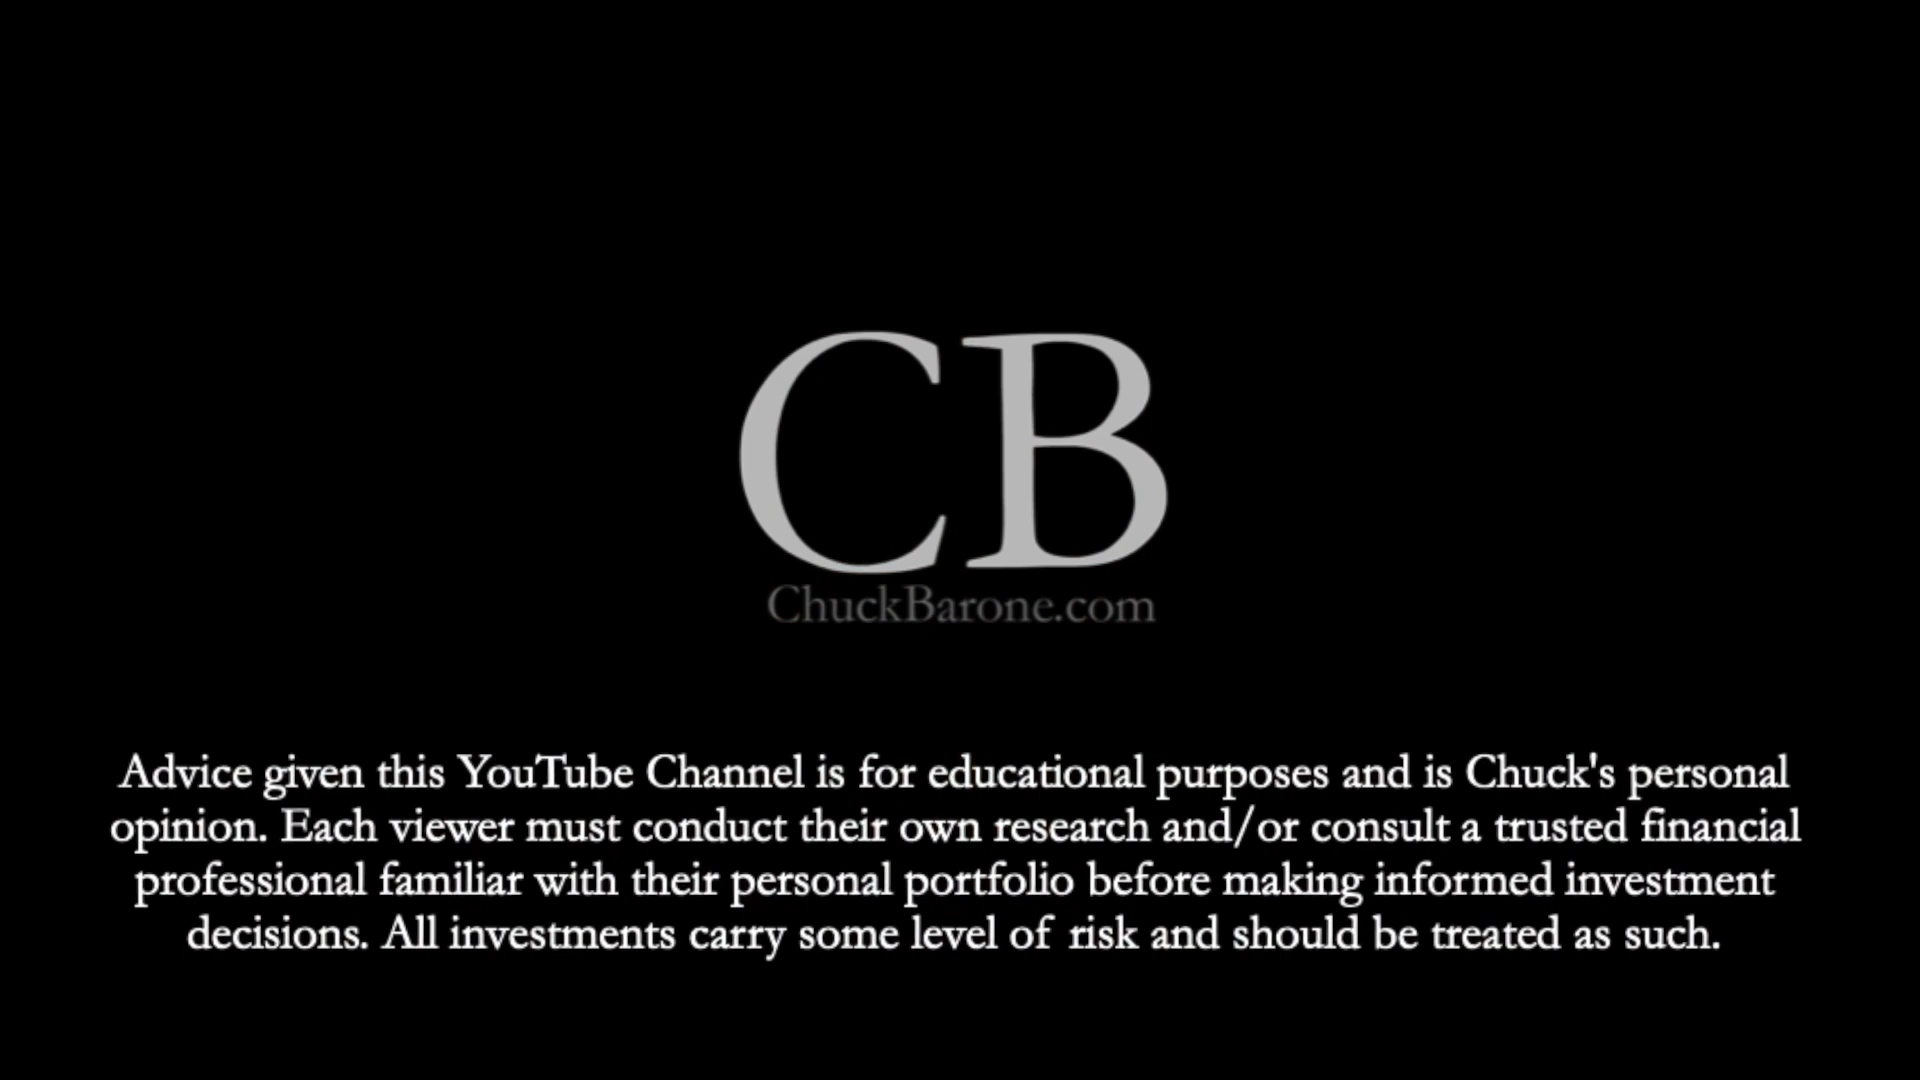 CB
ChuckBarone.com
Advice given this YouTube Channel is for educational purposes and is Chuck's personal
opinion. Each viewer must conduct their own research and/or consult a trusted financial
professional familiar with their personal portfolio before making informed investment
decisions. All investments carry some level of risk and should be treated as such.